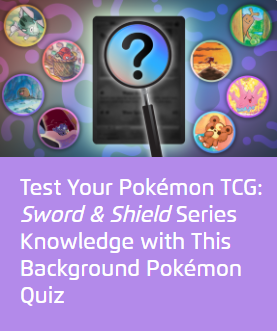 ?
Test Your Pokémon TCG:
Sword & Shield Series
Knowledge with This
Background Pokémon
Quiz